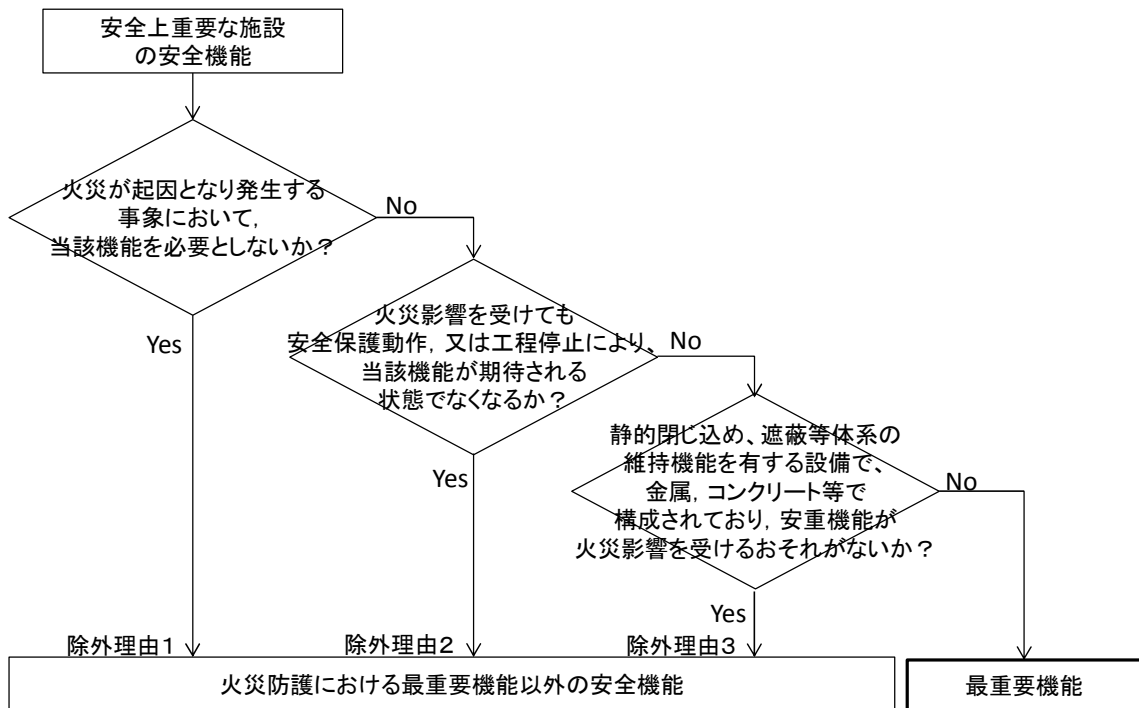 安全上重要な施設
の安全機能
火災が起因となり発生する
事象において，
当該機能を必要としないか？
No
Yes
火災影響を受けても
安全保護動作，又は工程停止により、
当該機能が期待される
状態でなくなるか？
No
Yes
静的閉じ込め、遮蔽等体系の
維持機能を有する設備で、
金属，コンクリート等で
構成されており，安重機能が
火災影響を受けるおそれがないか？
No
Yes
除外理由１
除外理由２
除外理由３
火災防護における最重要機能以外の安全機能
最重要機能